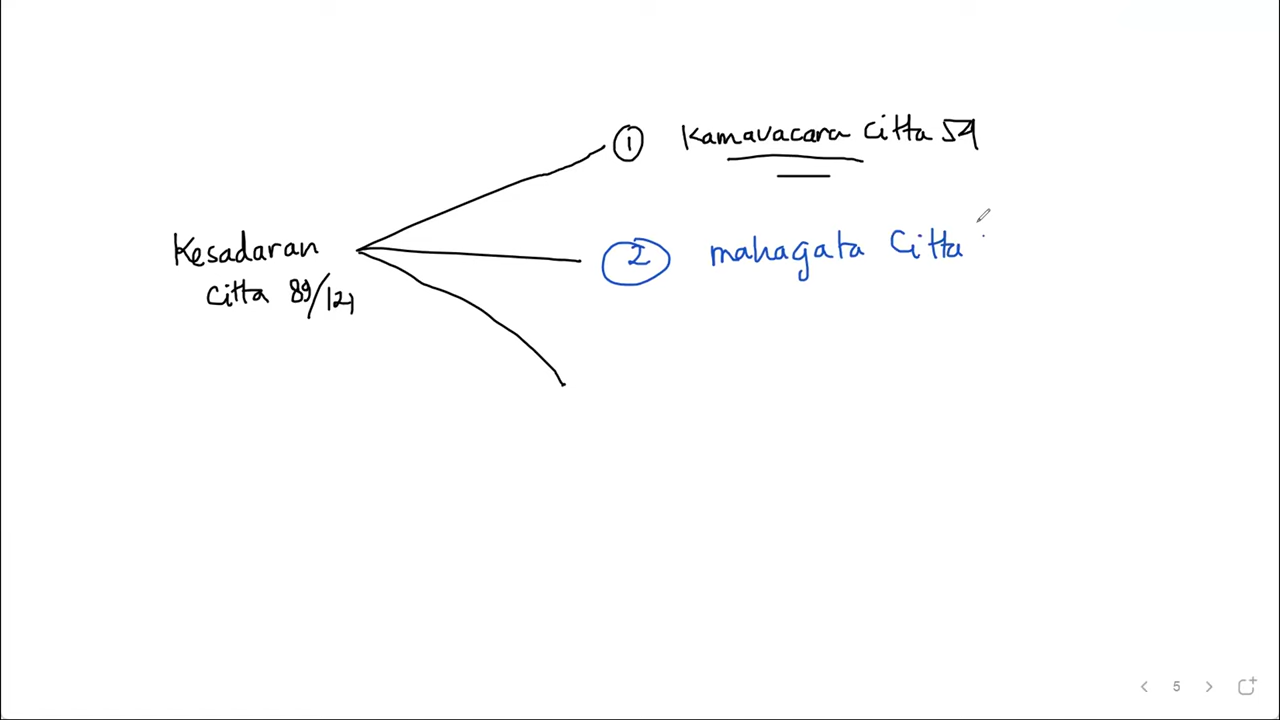 ① Kamavacara Citta 54
Kesadaran
Citta 89/121
② mahagata Citta
5